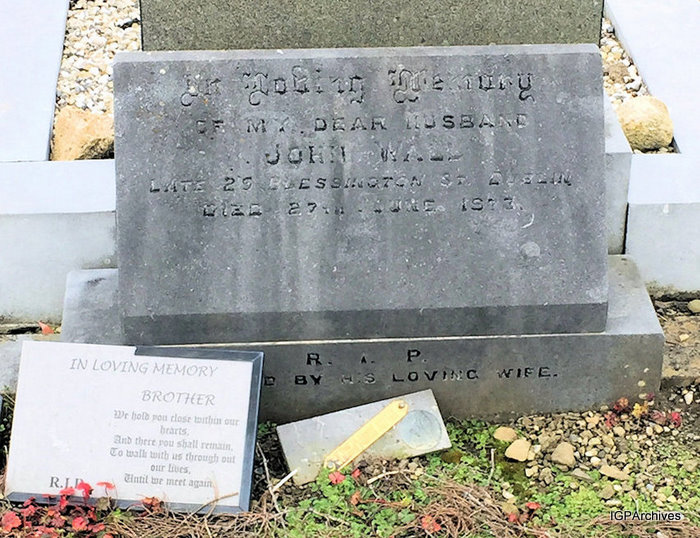 In Loving Memory
OF MY DEAR HUSBAND
JOHN WALL
LATE 29 BLESSINGTON ST. DUBLIN
DIED 27TH JUNE. 1973.
R. I. P.
BY HIS LOVING WIFE.
IN LOVING MEMORY
BROTHER
We hold you close within our
hearts,
And there you shall remain,
To walk with us through out
our lives,
Until we meet again.
R.I.P
IGPArchives